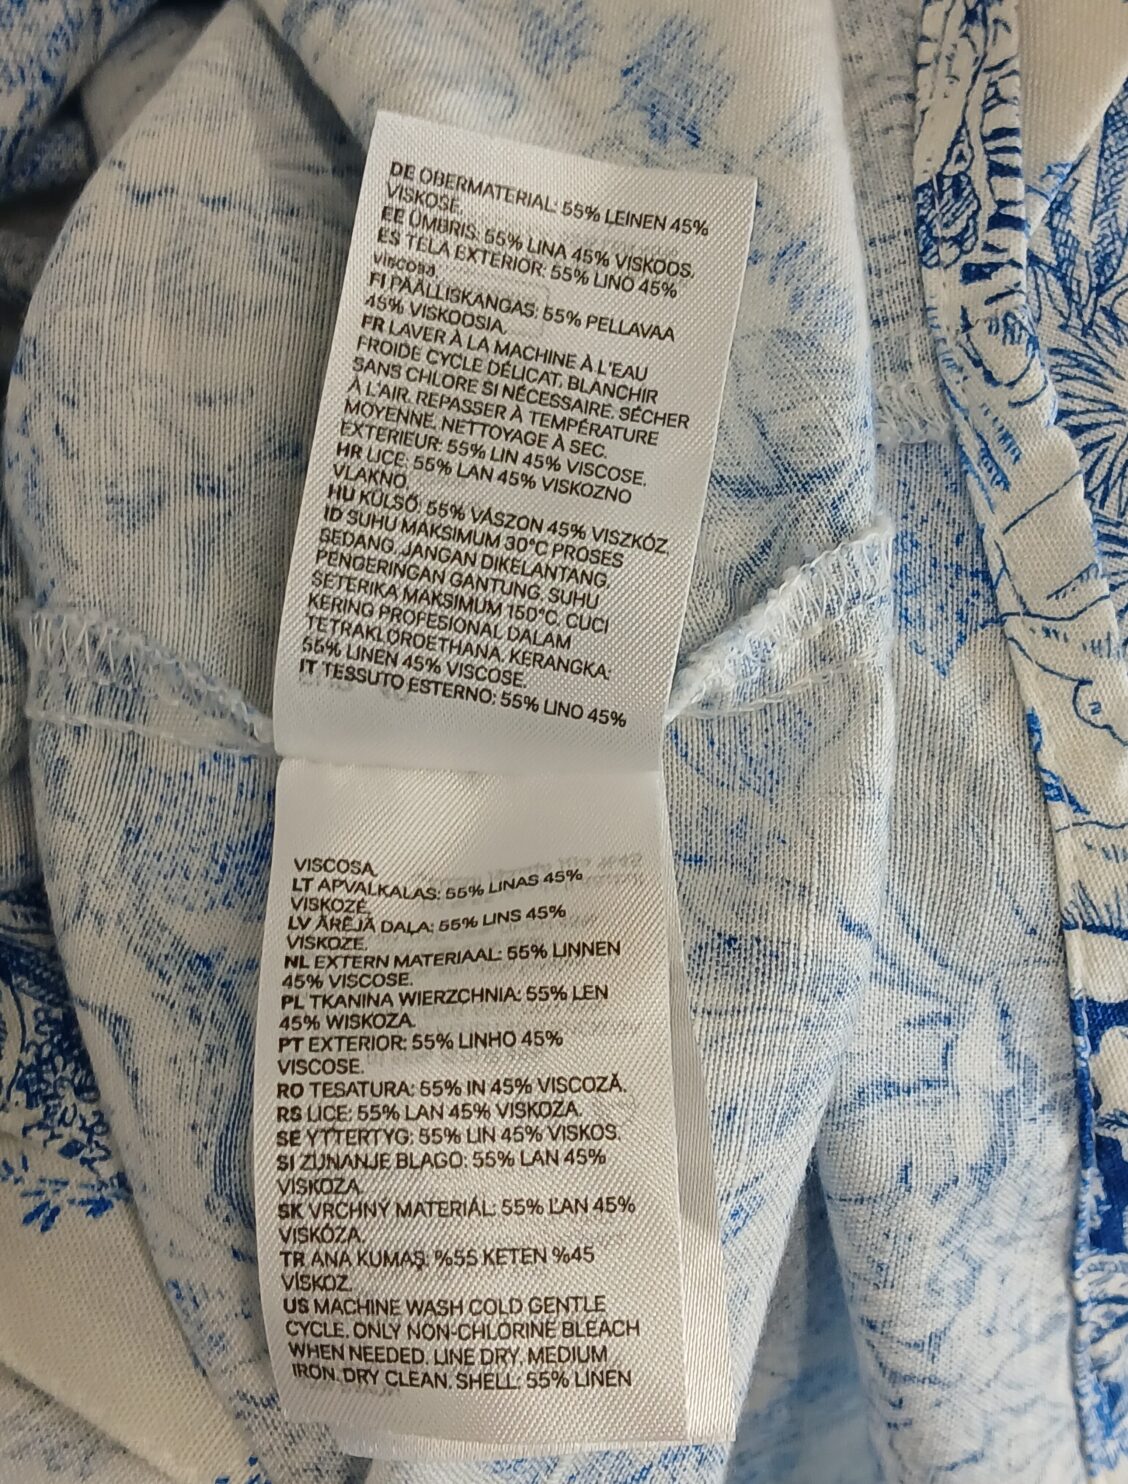 DE OBERMATERIAL: 55% LEINEN 45%
VISKOSE.
EE ÜMBRIS: 55% LINA 45% VISKOOS.
ES TELA EXTERIOR: 55% LINO 45%
viscosa.
FI PÄÄLLISKANGAS: 55% PELLAVAA
45% VISKOOSIA.
FR LAVER À LA MACHINE À L'EAU
FROIDE CYCLE DÉLICAT. BLANCHIR
SANS CHLORE SI NÉCESSAIRE. SÉCHER
À L'AIR. REPASSER À TEMPÉRATURE
MOYENNE. NETTOYAGE À SEC.
EXTERIEUR: 55% LIN 45% VISCOSE.
HR LICE: 55% LAN 45% VISKOZNO
VLAKNO.
HU KÜLSŐ: 55% VÁSZON 45% VISZKÓZ.
ID SUHU MAKSIMUM 30°C PROSES
SEDANG. JANGAN DIKELANTANG.
PENGERINGAN GANTUNG. SUHU
SETERIKA MAKSIMUM 150°C. CUCI
KERING PROFESIONAL DALAM
TETRAKLOROETHANA. KERANGKA:
55% LINEN 45% VISCOSE.
IT TESSUTO ESTERNO: 55% LINO 45%
VISCOSA.
LT APVALKALAS: 55% LINAS 45%
VISKOZĖ.
LV ĀRĒJĀ DAĻA: 55% LINS 45%
VISKOZE.
NL EXTERN MATERIAAL: 55% LINNEN
45% VISCOSE.
PL TKANINA WIERZCHNIA: 55% LEN
45% WISKOZA.
PT EXTERIOR: 55% LINHO 45%
VISCOSE.
RO TESATURA: 55% IN 45% VISCOZĂ.
RS LICE: 55% LAN 45% VISKOZA.
SE YTTERTYG: 55% LIN 45% VISKOS.
SI ZUNANJE BLAGO: 55% LAN 45%
VISKOZA.
SK VRCHNÝ MATERIÁL: 55% ĽAN 45%
VISKÓZA.
TR ANA KUMAŞ: %55 KETEN %45
VİSKOZ.
US MACHINE WASH COLD GENTLE
CYCLE. ONLY NON-CHLORINE BLEACH
WHEN NEEDED. LINE DRY. MEDIUM
IRON. DRY CLEAN. SHELL: 55% LINEN